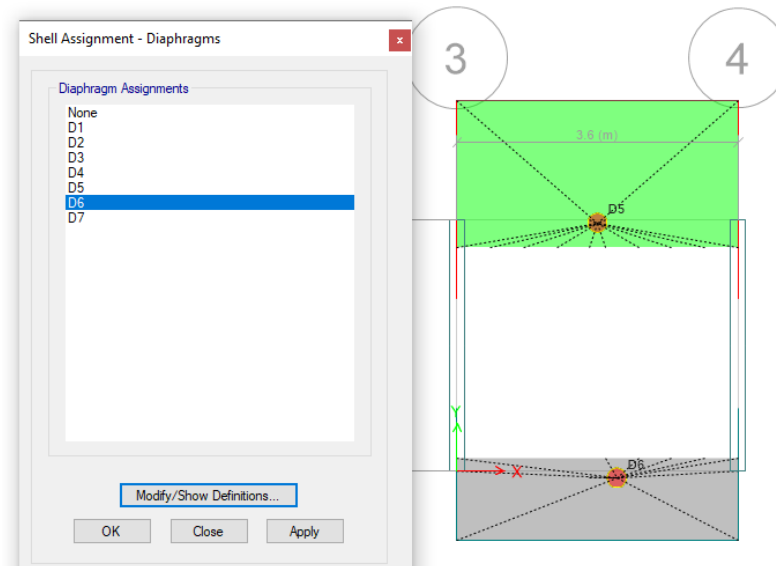 Shell Assignment - Diaphragms
x
Diaphragm Assignments
None
D1
D2
D3
D4
D5
D6
D7
Modify/Show Definitions...
OK
Close
Apply
3
4
3.6 (m)
D5
Y
D6
X